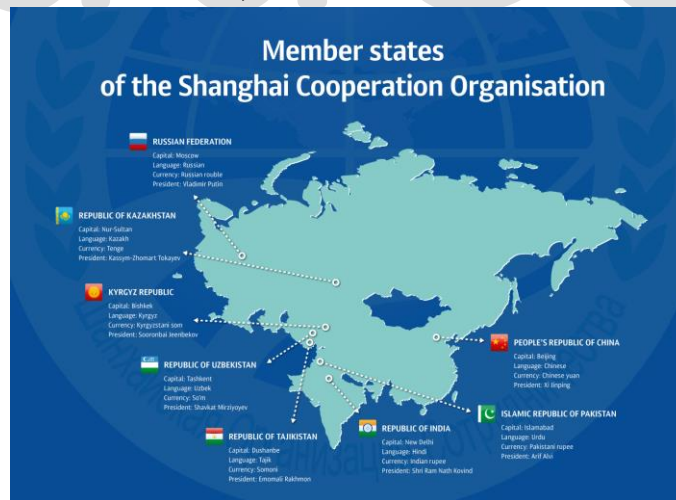 Member states
of the Shanghai Cooperation Organisation
RUSSIAN FEDERATION
Capital: Moscow
Language: Russian
Currency: Russian rouble
President: Vladimir Putin
REPUBLIC OF KAZAKHSTAN
Capital: Nur-Sultan
Language: Kazakh
Currency: Tenge
President: Kassym-Zhomart Tokayev
KYRGYZ REPUBLIC
Capital: Bishkek
Language: Kyrgyz
Currency: Kyrgyzstani som
President: Sooronbai Jeenbekov
REPUBLIC OF UZBEKISTAN
Capital: Tashkent
Language: Uzbek
Currency: So'm
President: Shavkat Mirziyoyev
REPUBLIC OF TAJIKISTAN
Capital: Dushanbe
Language: Tajik
Currency: Somoni
President: Emomali Rakhmon
REPUBLIC OF INDIA
Capital: New Delhi
Language: Hindi
Currency: Indian rupee
President: Shri Ram Nath Kovind
PEOPLE'S REPUBLIC OF CHINA
Capital: Beijing
Language: Chinese
Currency: Chinese yuan
President: Xi Jinping
ISLAMIC REPUBLIC OF PAKISTAN
Capital: Islamabad
Language: Urdu
Currency: Pakistani rupee
President: Arif Alvi